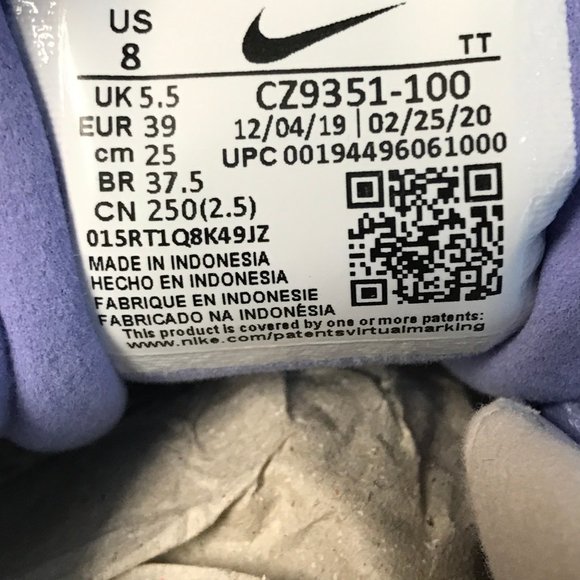 US
8
TT
UK 5.5
CZ9351-100
EUR 39
12/04/19 | 02/25/20
cm 25
UPC 00194496061000
BR 37.5
CN 250(2.5)
015RT1Q8K49JZ
MADE IN INDONESIA
HECHO EN INDONESIA
FABRIQUE EN INDONESIE
FABRICADO NA INDONÉSIA
This product is covered by one or more patents:
www.nike.com/patentsvirtualmarking